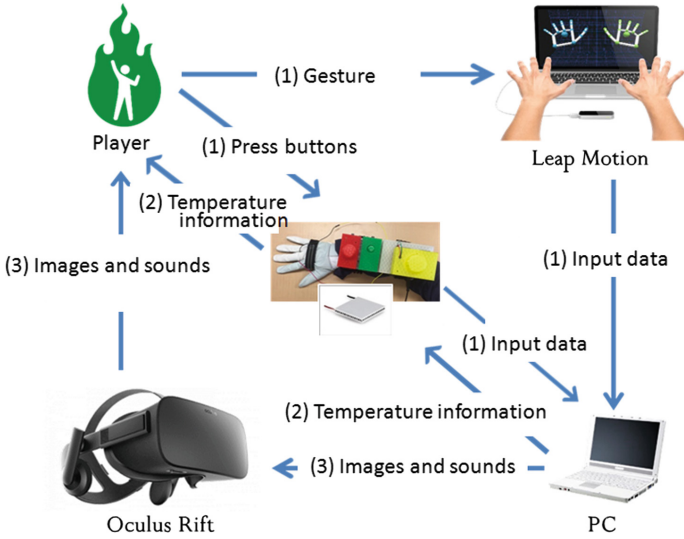 (1) Gesture
Player
(1) Press buttons
Leap Motion
(2) Temperature
information
(3) Images and sounds
(1) Input data
(1) Input data
(2) Temperature information
(3) Images and sounds
Oculus Rift
PC